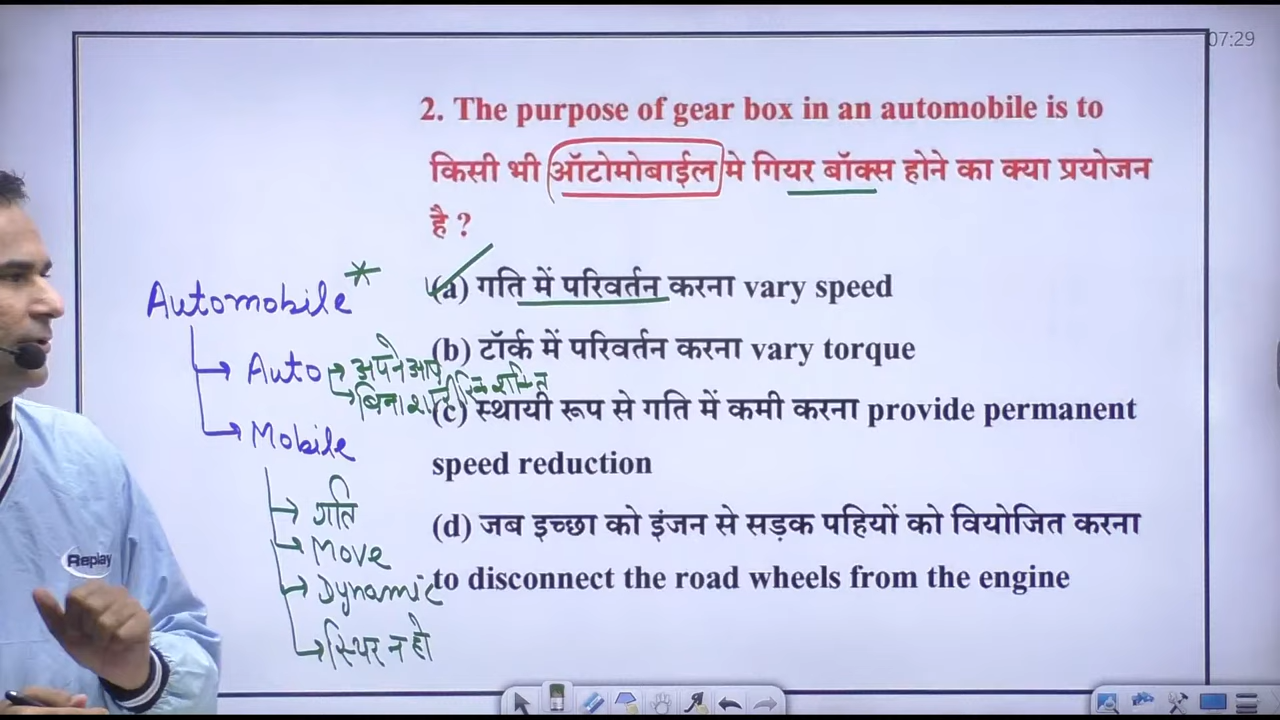 07:29
2. The purpose of gear box in an automobile is to
किसी भी ऑटोमोबाईल मे गियर बॉक्स होने का क्या प्रयोजन
है ?
(a) गति में परिवर्तन करना vary speed
(b) टॉर्क में परिवर्तन करना vary torque
(c) स्थायी रूप से गति में कमी करना provide permanent
speed reduction
(d) जब इच्छा को इंजन से सड़क पहियों को वियोजित करना
to disconnect the road wheels from the engine
Automobile *
Auto
अपने आप
बिना शारीरिक शक्ति
Mobile
गति
Move
Dynamic
स्थिर न हो
Replay